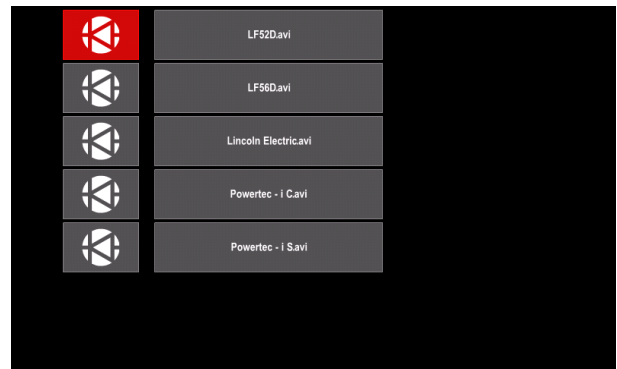 LF52D.avi
LF56D.avi
Lincoln Electric.avi
Powertec - i C.avi
Powertec - i S.avi